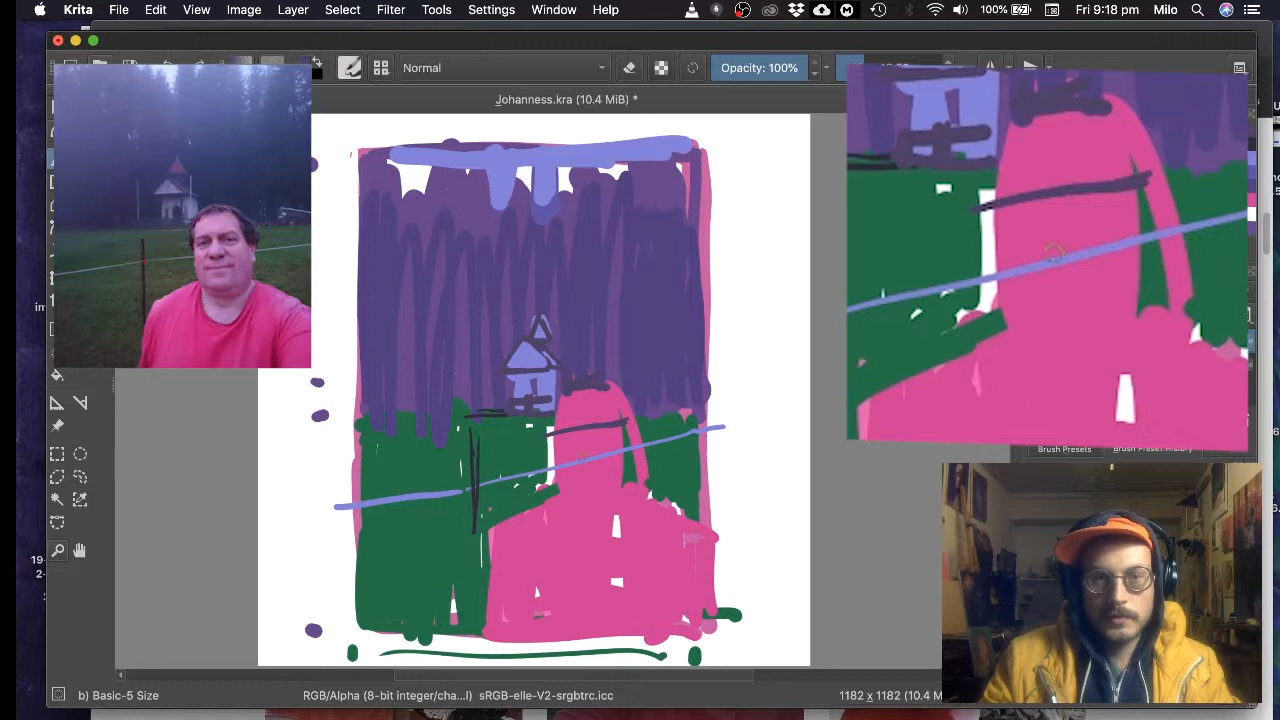 Krita File Edit View Image Layer Select Filter Tools Settings Window Help 6 100% Fri 9:18 pm Milo
Normal Opacity: 100%
Johanness.kra (10.4 MiB) *
Brush Presets Brush Preset History
b) Basic-5 Size RGB/Alpha (8-bit integer/cha...l) sRGB-elle-V2-srgbtrc.icc 1182 x 1182 (10.4 M